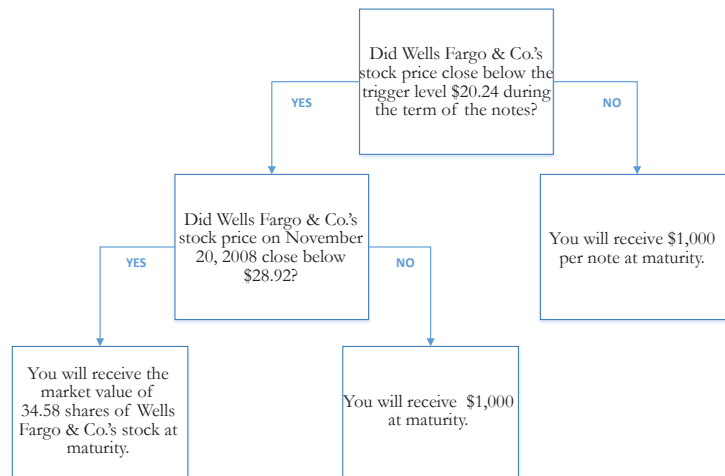 Did Wells Fargo & Co.'s
stock price close below the
trigger level $20.24 during
the term of the notes?
YES
NO
Did Wells Fargo & Co.'s
stock price on November
20, 2008 close below
$28.92?
You will receive $1,000
per note at maturity.
YES
NO
You will receive the
market value of
34.58 shares of Wells
Fargo & Co.'s stock at
maturity.
You will receive $1,000
at maturity.